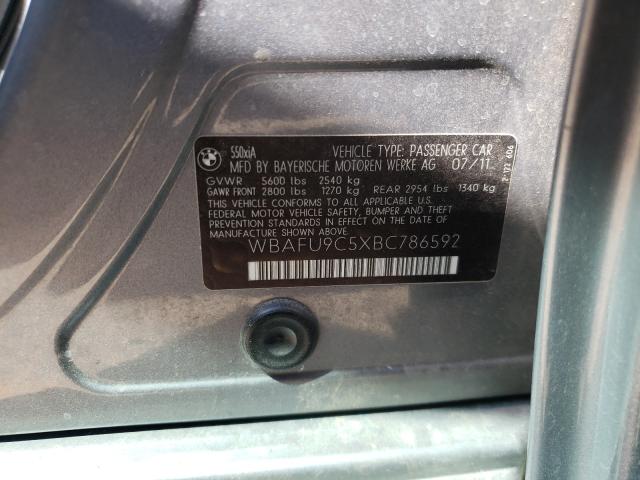 550xiA VEHICLE TYPE: PASSENGER CAR
MFD BY BAYERISCHE MOTOREN WERKE AG 07/11
GVWR 5600 lbs 2540 kg
GAWR FRONT 2800 lbs 1270 kg REAR 2954 lbs 1340 kg
THIS VEHICLE CONFORMS TO ALL APPLICABLE U.S.
FEDERAL MOTOR VEHICLE SAFETY, BUMPER AND THEFT
PREVENTION STANDARDS IN EFFECT ON THE DATE OF
MANUFACTURE SHOWN ABOVE.
WBAFU9C5XBC786592